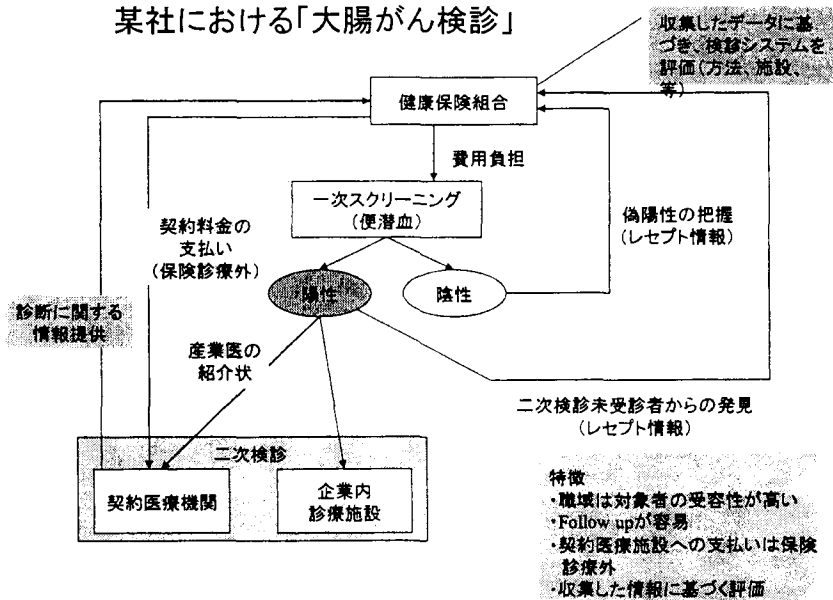 某社における「大腸がん検診」
収集したデータに基
づき、検診システムを
評価(方法、施設、
等)
健康保険組合
費用負担
一次スクリーニング
(便潜血)
契約料金の
支払い
(保険診療外)
偽陽性の把握
(レセプト情報)
陽性
陰性
診断に関する
情報提供
産業医の
紹介状
二次検診未受診者からの発見
(レセプト情報)
二次検診
契約医療機関
企業内
診療施設
特徴
・職域は対象者の受容性が高い
・Follow upが容易
・契約医療施設への支払いは保険
診療外
・収集した情報に基づく評価